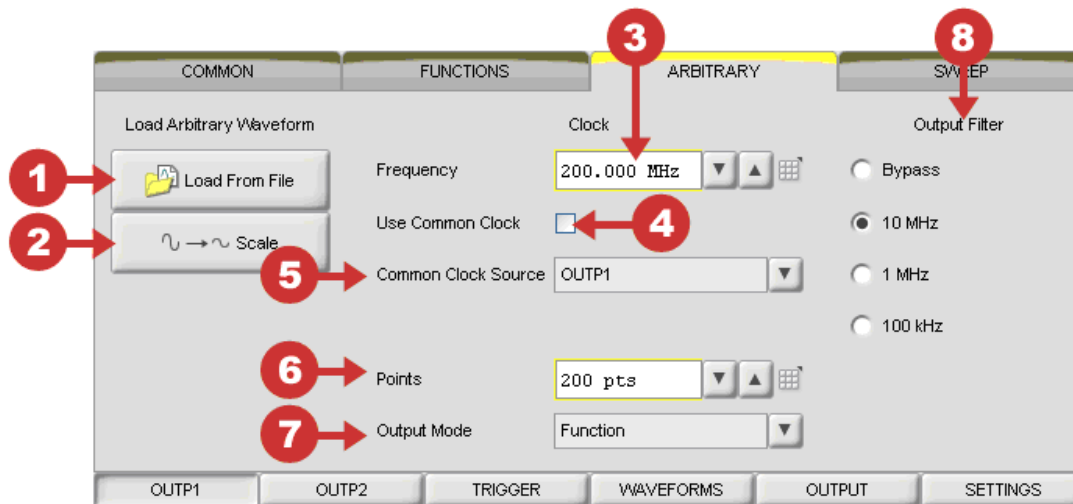 3
8
COMMON
FUNCTIONS
ARBITRARY
SWEEP
Load Arbitrary Waveform
Clock
Output Filter
1
Load From File
Frequency
200.000 MHz
Bypass
2
Scale
Use Common Clock
4
10 MHz
5
Common Clock Source
OUTP1
1 MHz
100 kHz
6
Points
200 pts
7
Output Mode
Function
OUTP1
OUTP2
TRIGGER
WAVEFORMS
OUTPUT
SETTINGS